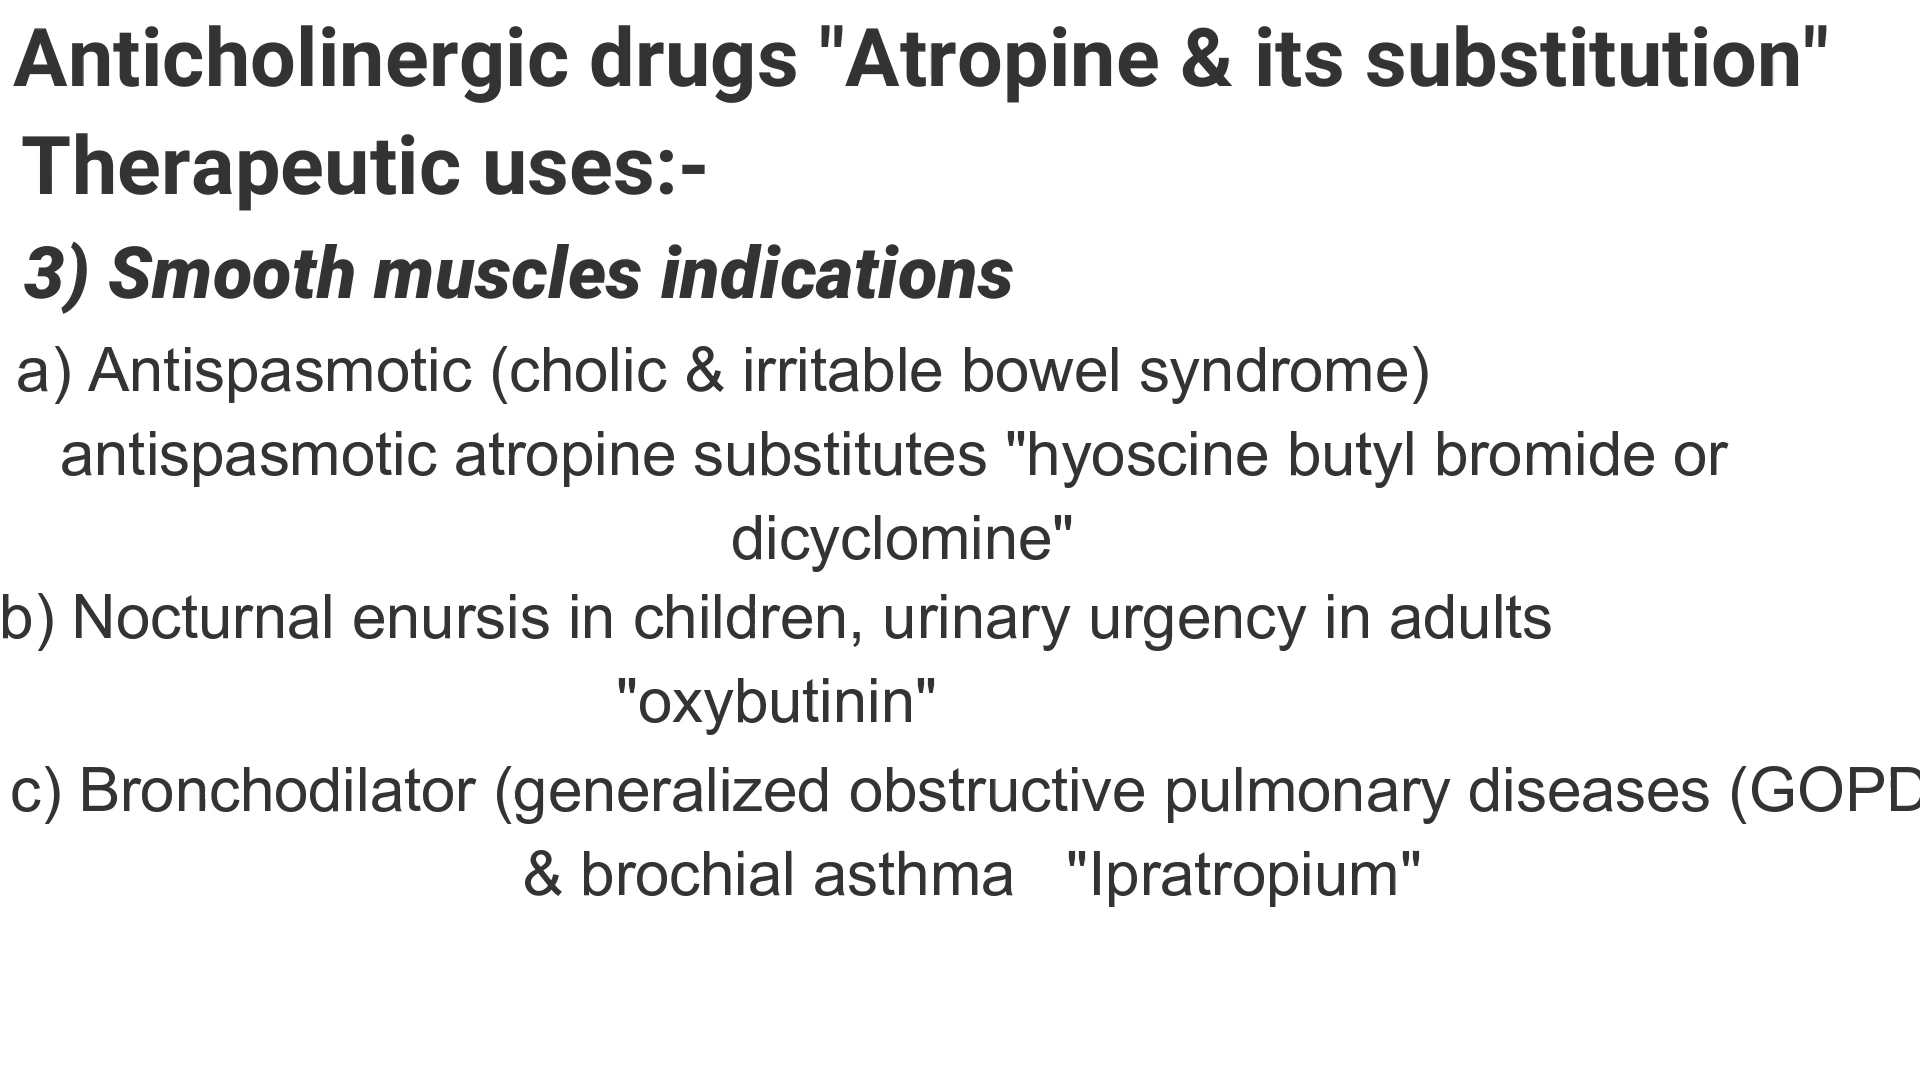 Anticholinergic drugs "Atropine & its substitution"
Therapeutic uses:-
3) Smooth muscles indications
a) Antispasmotic (cholic & irritable bowel syndrome)
antispasmotic atropine substitutes "hyoscine butyl bromide or
dicyclomine"
b) Nocturnal enursis in children, urinary urgency in adults
"oxybutinin"
c) Bronchodilator (generalized obstructive pulmonary diseases (GOPD
& brochial asthma "Ipratropium"